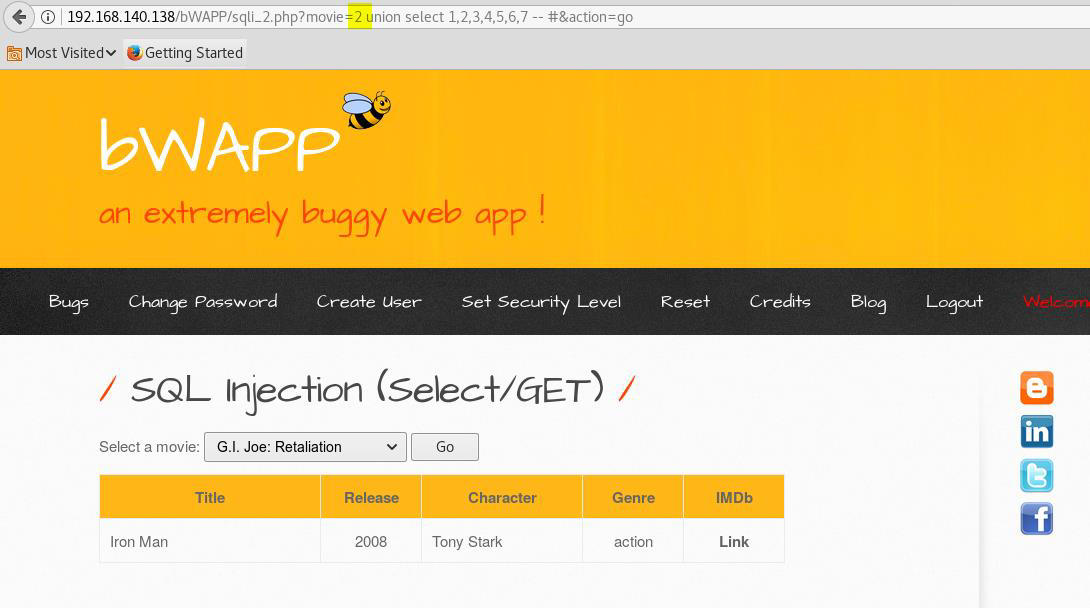 192.168.140.138/bWAPP/sqli_2.php?movie=2 union select 1,2,3,4,5,6,7 -- #&action=go
Most Visited Getting Started
bWAPP
an extremely buggy web app !
Bugs Change Password Create User Set Security Level Reset Credits Blog Logout Welcom
/ SQL Injection (Select/GET) /
Select a movie: G.I. Joe: Retaliation Go
Title Release Character Genre IMDb
Iron Man 2008 Tony Stark action Link